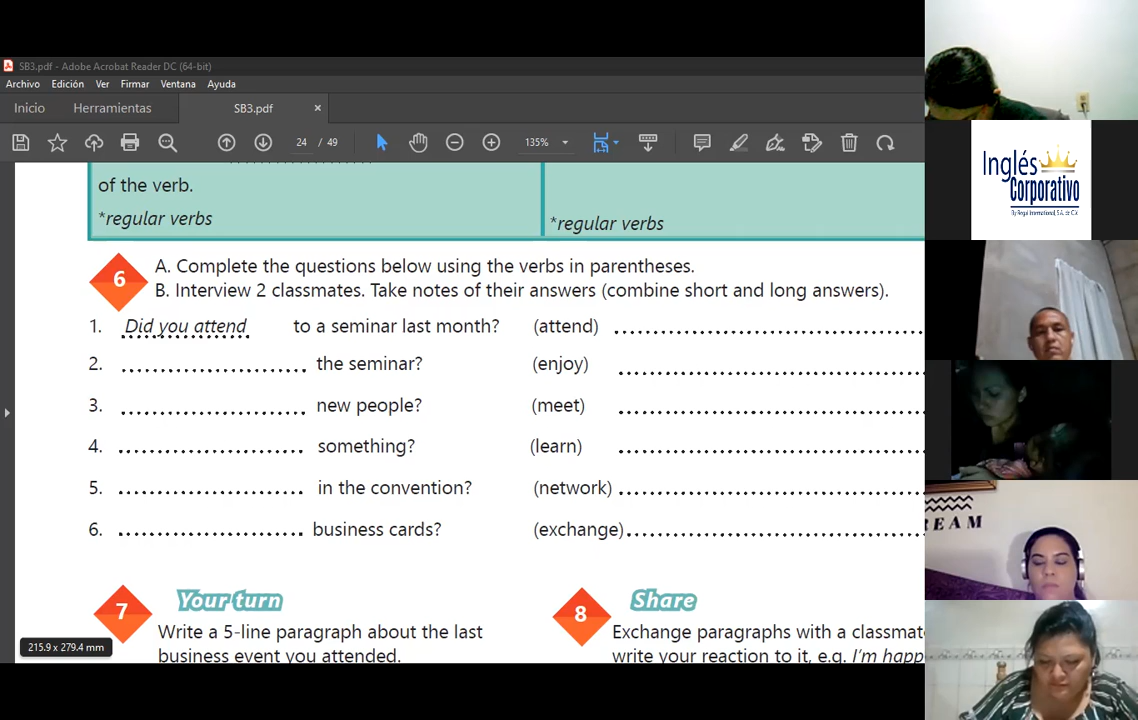 SB3.pdf - Adobe Acrobat Reader DC (64-bit)
Archivo Edición Ver Firmar Ventana Ayuda
Inicio Herramientas SB3.pdf ×
24 / 49 135%
of the verb.
*regular verbs
*regular verbs
6
A. Complete the questions below using the verbs in parentheses.
B. Interview 2 classmates. Take notes of their answers (combine short and long answers).
1. Did you attend to a seminar last month? (attend)
2. the seminar? (enjoy)
3. new people? (meet)
4. something? (learn)
5. in the convention? (network)
6. business cards? (exchange)
7 Your turn
Write a 5-line paragraph about the last
business event you attended.
8 Share
Exchange paragraphs with a classmate
write your reaction to it, e.g. I'm happ
215.9 x 279.4 mm
Inglés
Corporativo
By Royal International, S.A. de C.V.
REAM